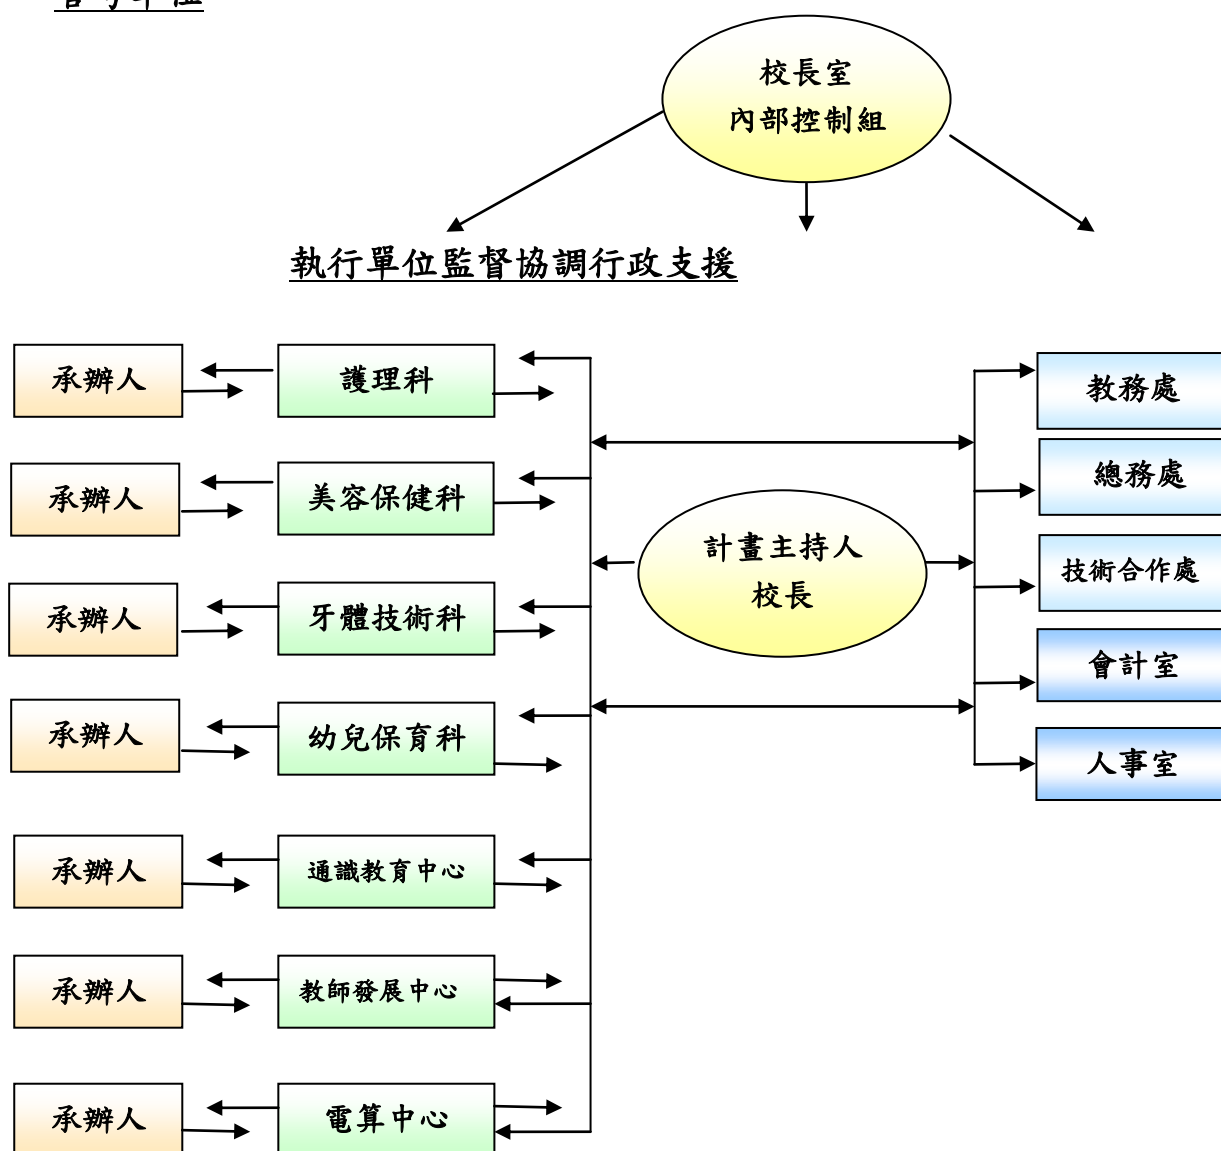 校長室
內部控制組
執行單位監督協調行政支援
承辦人
護理科
教務處
承辦人
美容保健科
總務處
計畫主持人
校長
技術合作處
承辦人
牙體技術科
會計室
承辦人
幼兒保育科
人事室
承辦人
通識教育中心
承辦人
教師發展中心
承辦人
電算中心